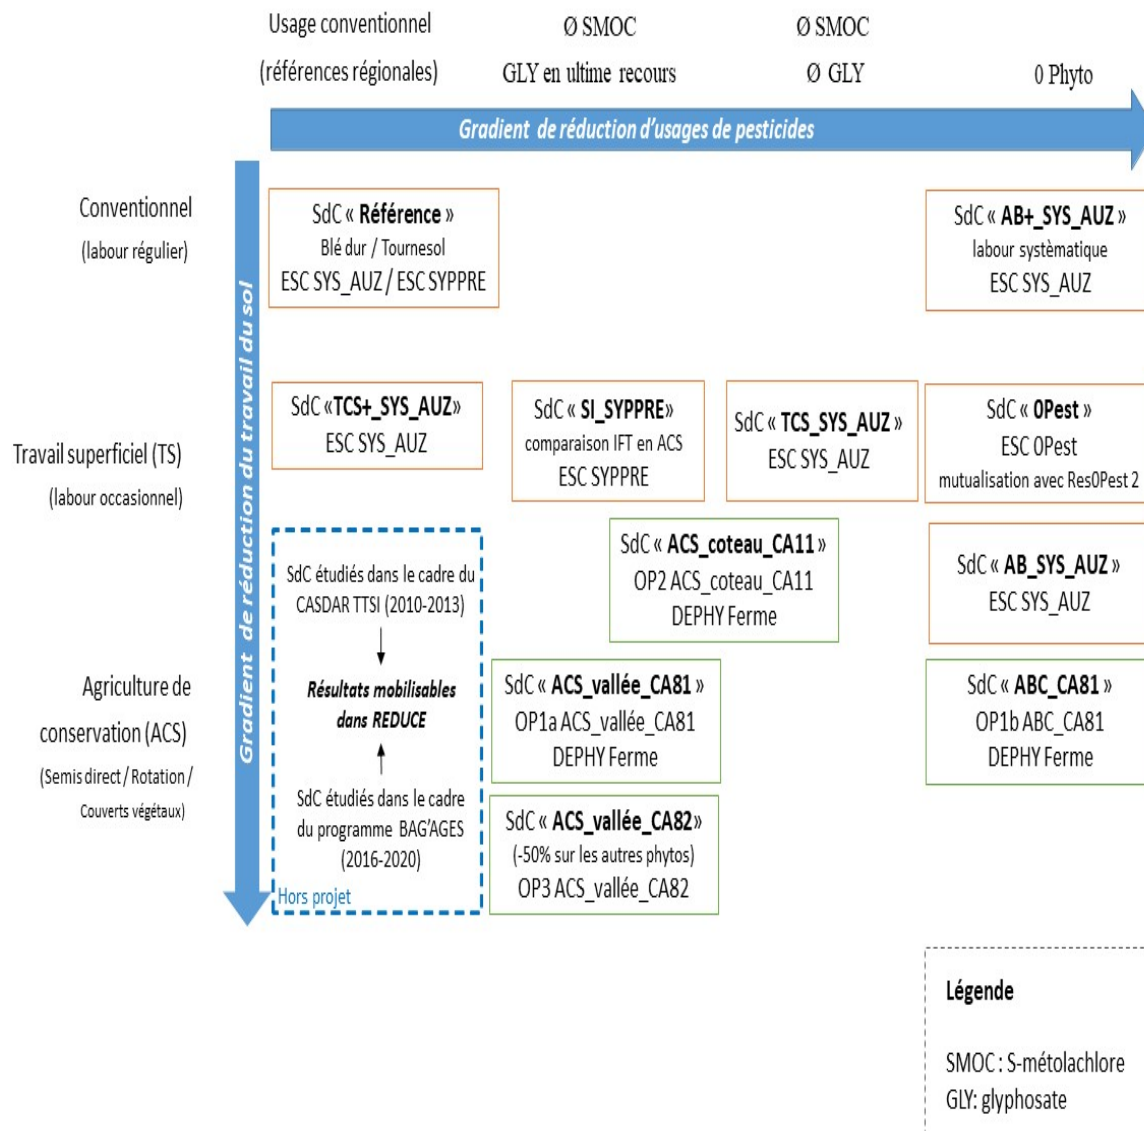 Usage conventionnel
(références régionales)
Ø SMOC
GLY en ultime recours
Ø SMOC
Ø GLY
0 Phyto
Gradient de réduction d'usages de pesticides
Gradient de réduction du travail du sol
Conventionnel
(labour régulier)
SdC « Référence »
Blé dur / Tournesol
ESC SYS_AUZ / ESC SYPPRE
SdC « AB+_SYS_AUZ »
labour systèmatique
ESC SYS_AUZ
Travail superficiel (TS)
(labour occasionnel)
SdC «TCS+_SYS_AUZ»
ESC SYS_AUZ
SdC « SI_SYPPRE»
comparaison IFT en ACS
ESC SYPPRE
SdC « TCS_SYS_AUZ »
ESC SYS_AUZ
SdC « 0Pest »
ESC 0Pest
mutualisation avec Res0Pest 2
SdC « ACS_coteau_CA11 »
OP2 ACS_coteau_CA11
DEPHY Ferme
SdC « AB_SYS_AUZ »
ESC SYS_AUZ
Agriculture de
conservation (ACS)
(Semis direct / Rotation /
Couverts végétaux)
SdC étudiés dans le cadre du
CASDAR TTSI (2010-2013)
Résultats mobilisables
dans REDUCE
SdC étudiés dans le cadre
du programme BAG'AGES
(2016-2020)
Hors projet
SdC « ACS_vallée_CA81 »
OP1a ACS_vallée_CA81
DEPHY Ferme
SdC « ABC_CA81 »
OP1b ABC_CA81
DEPHY Ferme
SdC « ACS_vallée_CA82»
(-50% sur les autres phytos)
OP3 ACS_vallée_CA82
Légende
SMOC : S-métolachlore
GLY: glyphosate